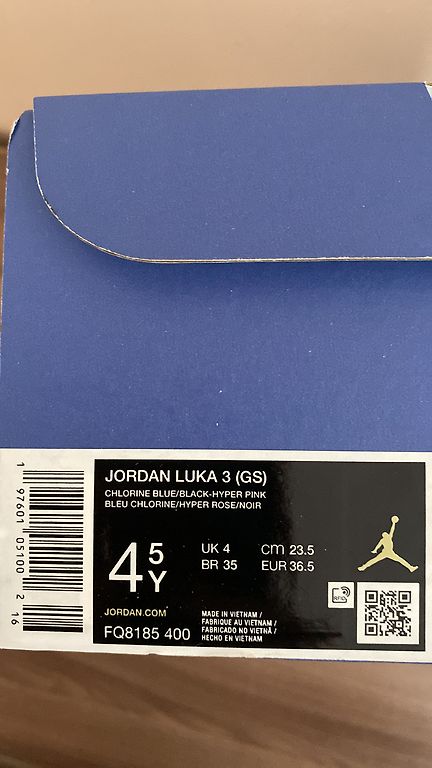 JORDAN LUKA 3 (GS)
CHLORINE BLUE/BLACK-HYPER PINK
BLEU CHLORINE/HYPER ROSE/NOIR
4 5Y
UK 4 cm 23.5
BR 35 EUR 36.5
JORDAN.COM
FQ8185 400
MADE IN VIETNAM /
FABRIQUE AU VIETNAM /
FABRICADO NO VIETNÃ /
HECHO EN VIETNAM
RFID
1 97601 05100 2 16